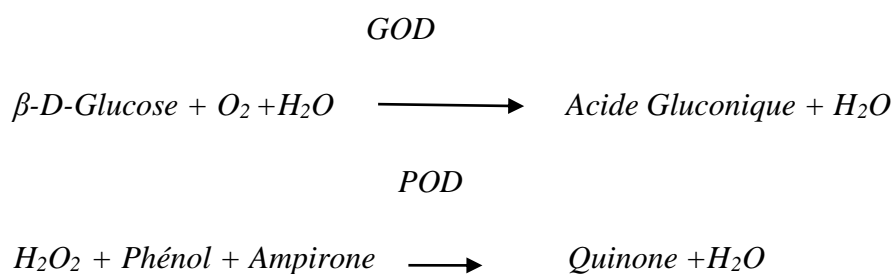 GOD
β-D-Glucose + O₂ +H₂O ⟶ Acide Gluconique + H₂O
POD
H₂O₂ + Phénol + Ampirone ⟶ Quinone +H₂O